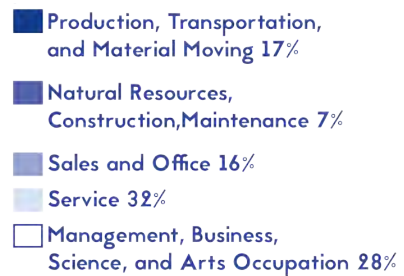 Production, Transportation,
and Material Moving 17%
Natural Resources,
Construction,Maintenance 7%
Sales and Office 16%
Service 32%
Management, Business,
Science, and Arts Occupation 28%